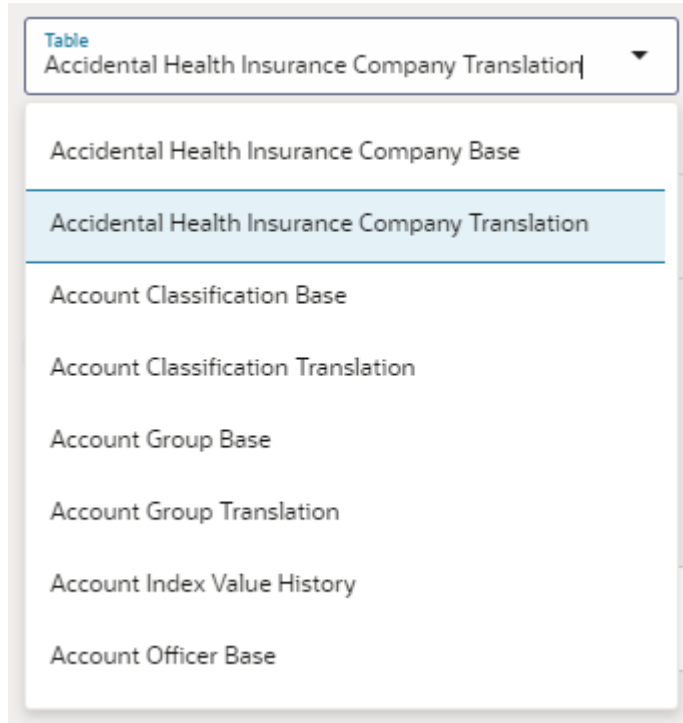 Table
Accidental Health Insurance Company Translation
Accidental Health Insurance Company Base
Accidental Health Insurance Company Translation
Account Classification Base
Account Classification Translation
Account Group Base
Account Group Translation
Account Index Value History
Account Officer Base